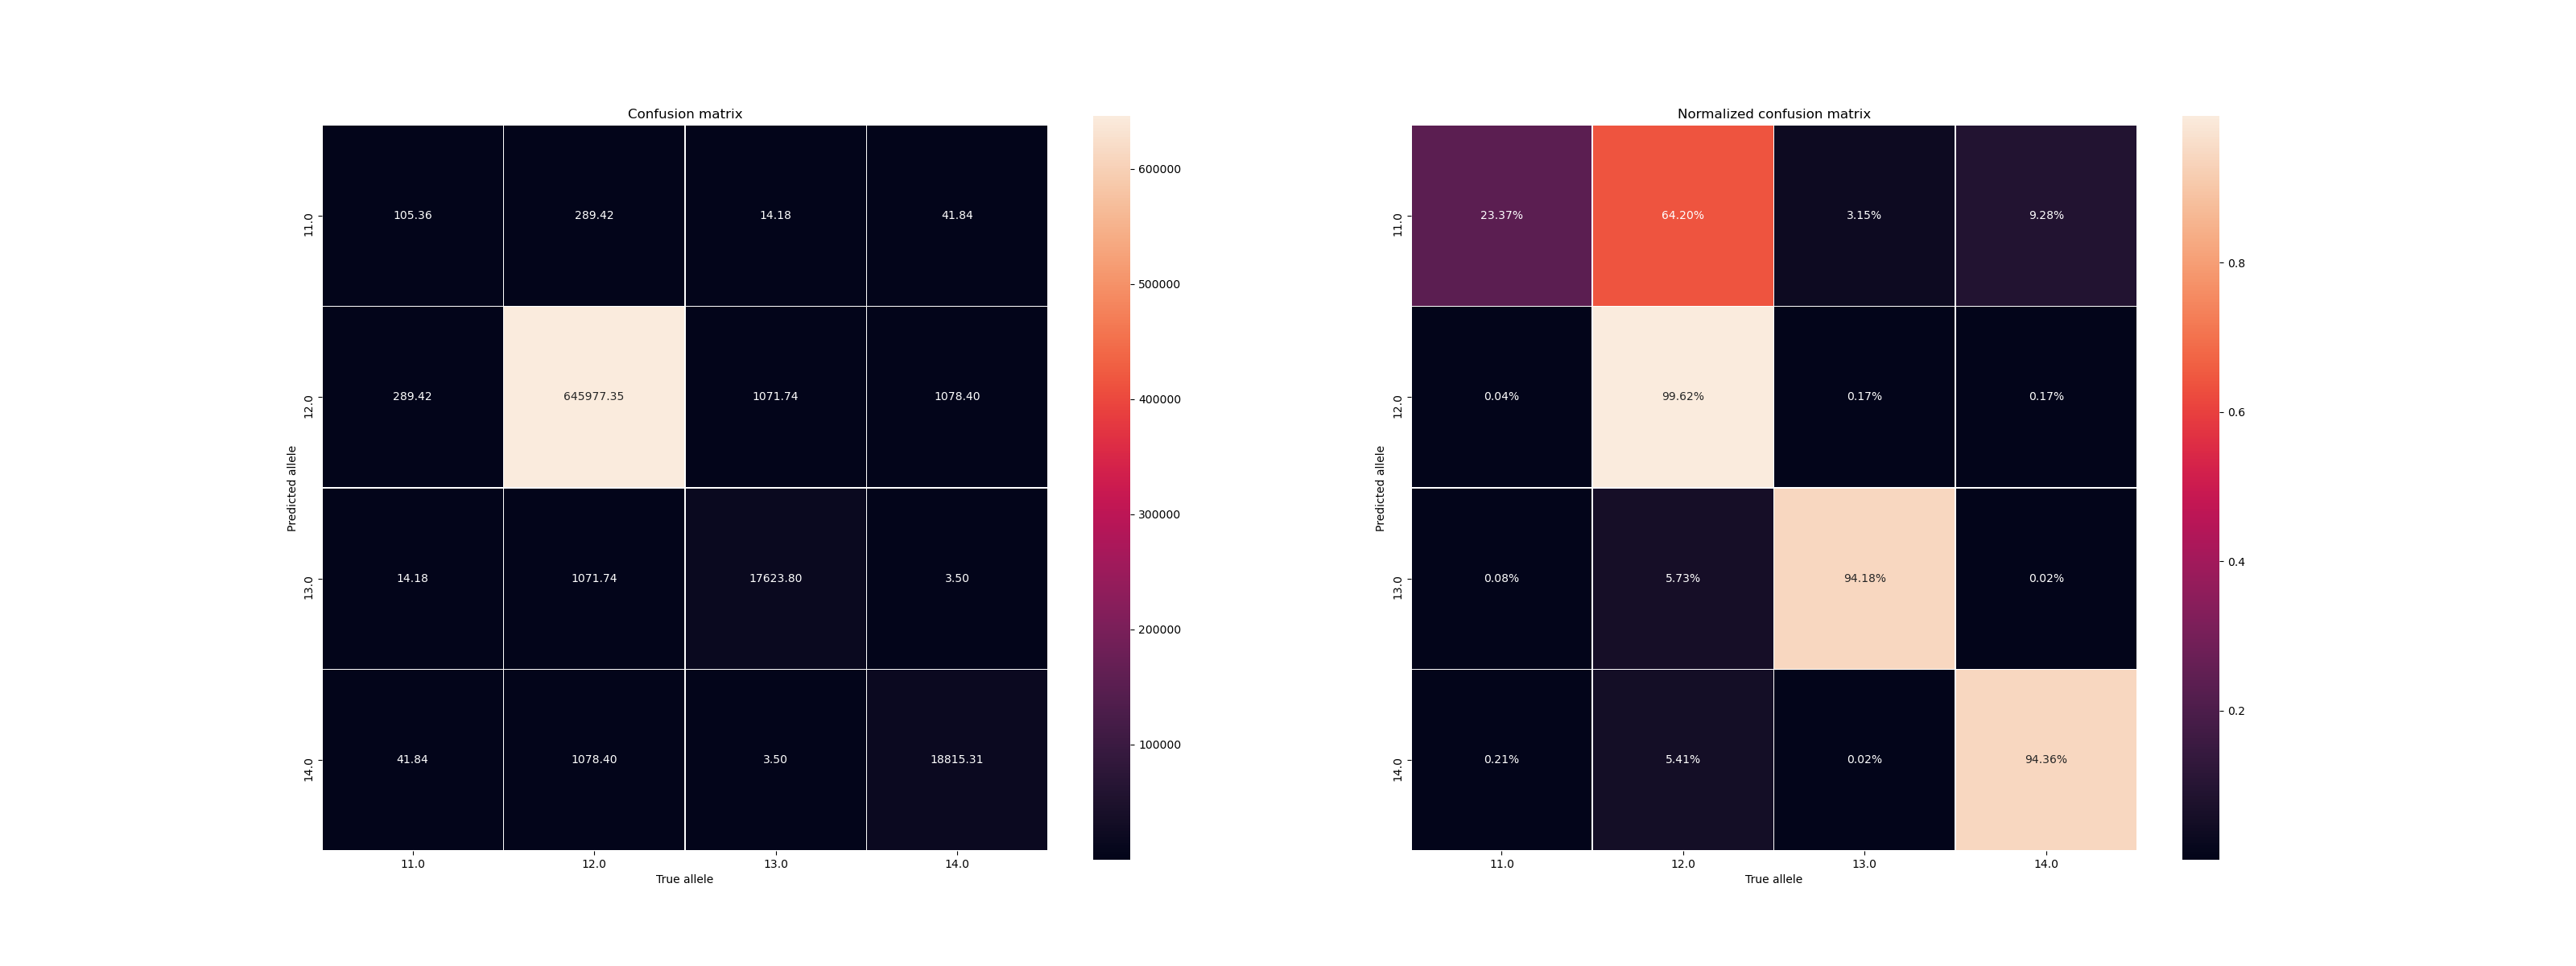 Confusion matrix
11.0 105.36 289.42 14.18 41.84
12.0 289.42 645977.35 1071.74 1078.40
13.0 14.18 1071.74 17623.80 3.50
14.0 41.84 1078.40 3.50 18815.31
Predicted allele
11.0 12.0 13.0 14.0
True allele
600000
500000
400000
300000
200000
100000
Normalized confusion matrix
11.0 23.37% 64.20% 3.15% 9.28%
12.0 0.04% 99.62% 0.17% 0.17%
13.0 0.08% 5.73% 94.18% 0.02%
14.0 0.21% 5.41% 0.02% 94.36%
Predicted allele
11.0 12.0 13.0 14.0
True allele
0.8
0.6
0.4
0.2